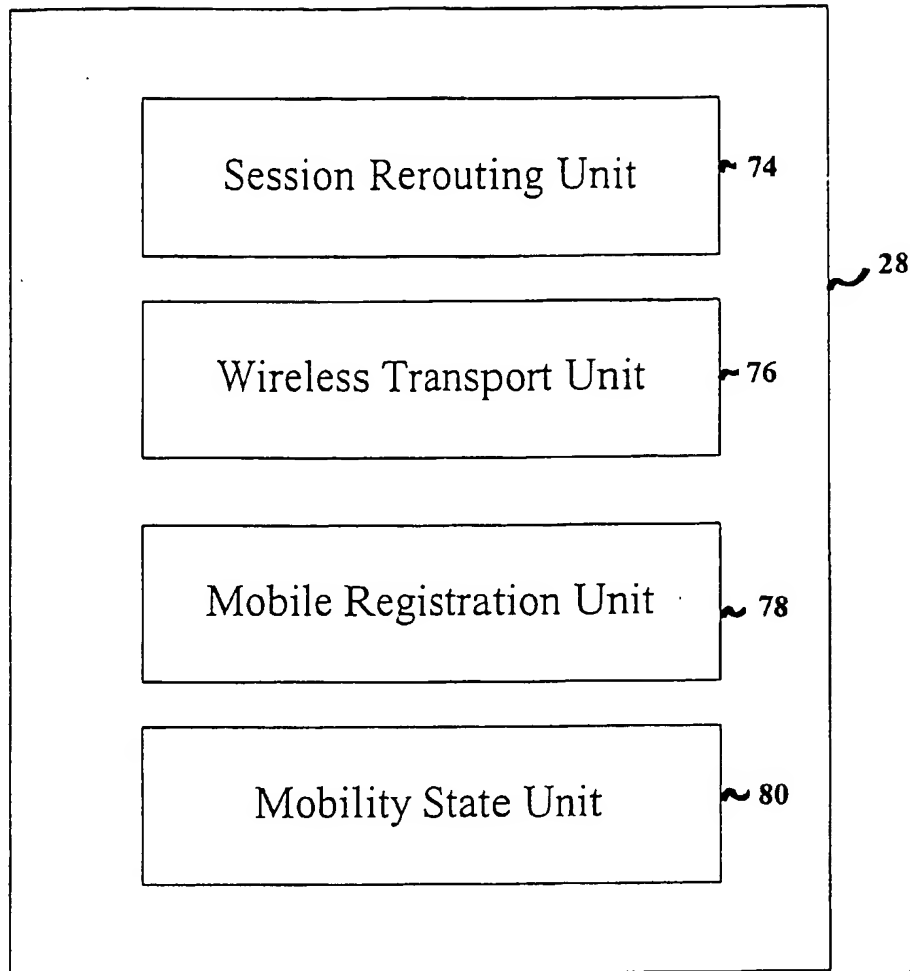 Session Rerouting Unit 74
28
Wireless Transport Unit 76
Mobile Registration Unit 78
Mobility State Unit 80